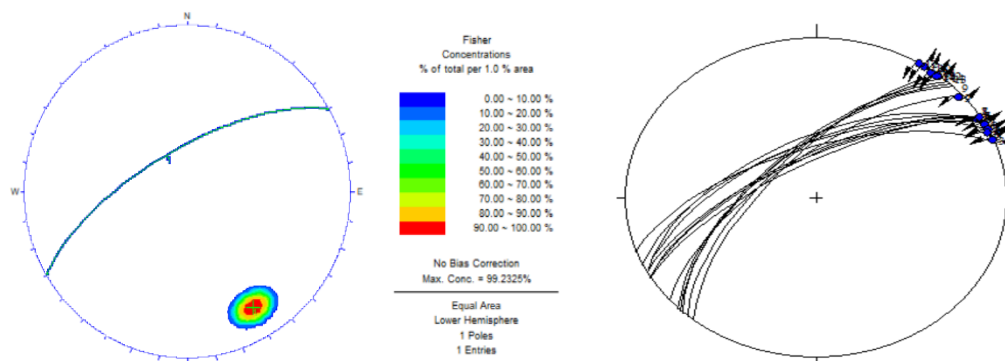 N
W
E
Fisher
Concentrations
% of total per 1.0 % area
0.00 ~ 10.00 %
10.00 ~ 20.00 %
20.00 ~ 30.00 %
30.00 ~ 40.00 %
40.00 ~ 50.00 %
50.00 ~ 60.00 %
60.00 ~ 70.00 %
70.00 ~ 80.00 %
80.00 ~ 90.00 %
90.00 ~ 100.00 %
No Bias Correction
Max. Conc. = 99.2325%
Equal Area
Lower Hemisphere
1 Poles
1 Entries